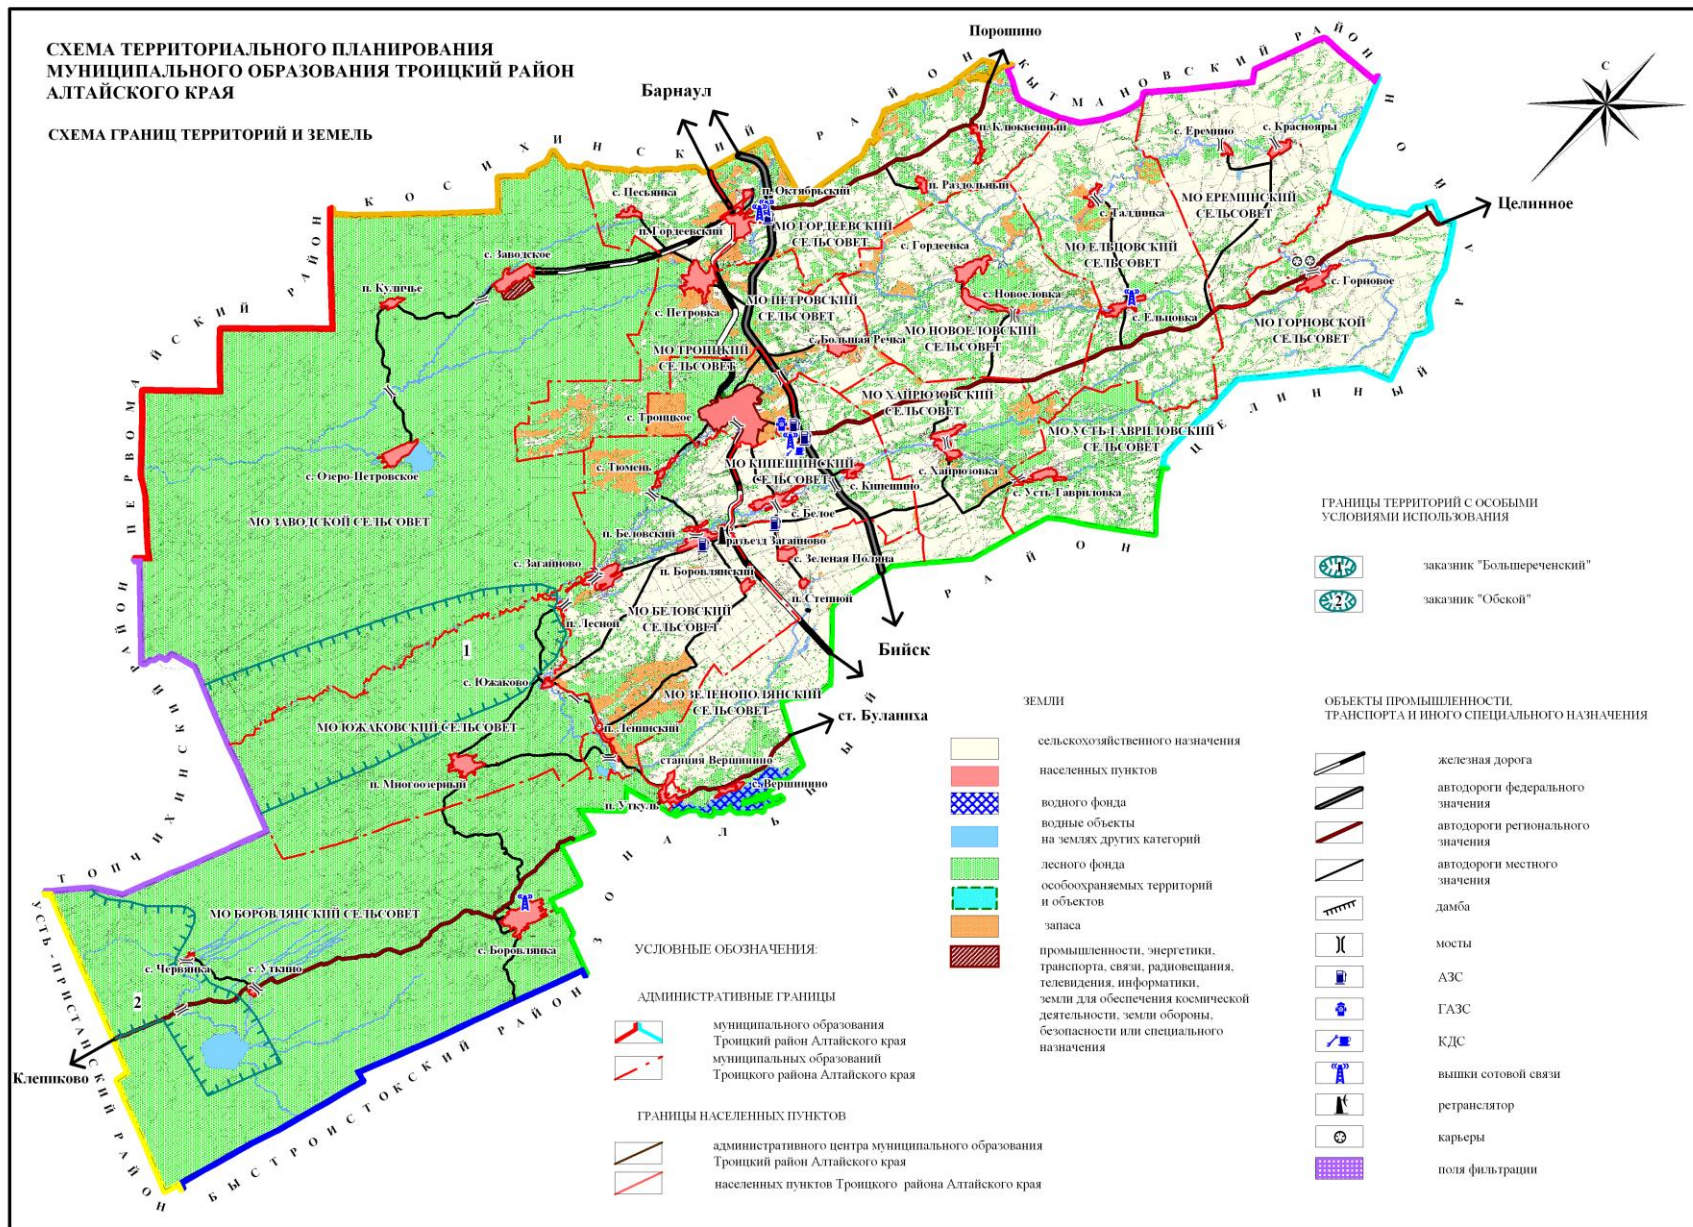 СХЕМА ТЕРРИТОРИАЛЬНОГО ПЛАНИРОВАНИЯ
МУНИЦИПАЛЬНОГО ОБРАЗОВАНИЯ ТРОИЦКИЙ РАЙОН
АЛТАЙСКОГО КРАЯ
СХЕМА ГРАНИЦ ТЕРРИТОРИЙ И ЗЕМЕЛЬ
Порошино
Барнаул
С
Целинное
КОСИХИНСКИЙ РАЙОН
КЫТМАНОВСКИЙ РАЙОН
ПЕРВОМАЙСКИЙ РАЙОН
ТОПЧИХИНСКИЙ РАЙОН
УСТЬ-ПРИСТАНСКИЙ РАЙОН
БЫСТРОИСТОКСКИЙ РАЙОН
ЗОНАЛЬНЫЙ РАЙОН
ЦЕЛИННЫЙ РАЙОН
п. Клюквенный
с. Еремино
с. Краснояры
с. Песьянка
п. Октябрьский
п. Раздольный
с. Талдинка
МО ЕРЕМИНСКИЙ
СЕЛЬСОВЕТ
п. Гордеевский
МО ГОРДЕЕВСКИЙ
СЕЛЬСОВЕТ
с. Гордеевка
МО ЕЛЬЦОВСКИЙ
СЕЛЬСОВЕТ
с. Заводское
п. Куличье
с. Петровка
МО ПЕТРОВСКИЙ
СЕЛЬСОВЕТ
с. Новоеловка
с. Ельцовка
с. Горновое
МО НОВОЕЛОВСКИЙ
СЕЛЬСОВЕТ
МО ГОРНОВСКОЙ
СЕЛЬСОВЕТ
с. Большая Речка
МО ТРОИЦКИЙ
СЕЛЬСОВЕТ
МО ХАЙРЮЗОВСКИЙ
СЕЛЬСОВЕТ
с. Троицкое
МО УСТЬ-ГАВРИЛОВСКИЙ
СЕЛЬСОВЕТ
с. Тюмень
МО КИПЕШИНСКИЙ
СЕЛЬСОВЕТ
с. Хайрюзовка
с. Озеро-Петровское
с. Кипешино
с. Усть-Гавриловка
с. Белое
МО ЗАВОДСКОЙ СЕЛЬСОВЕТ
п. Беловский
разъезд Загайново
с. Зеленая Поляна
с. Загайново
п. Боровлянский
п. Степной
МО БЕЛОВСКИЙ
СЕЛЬСОВЕТ
п. Лесной
1
Бийск
с. Южаково
МО ЗЕЛЕНОПОЛЯНСКИЙ
СЕЛЬСОВЕТ
ст. Буланиха
МО ЮЖАКОВСКИЙ СЕЛЬСОВЕТ
п. Ленинский
станция Вершинино
с. Вершинино
п. Многоозерный
п. Уткуль
МО БОРОВЛЯНСКИЙ СЕЛЬСОВЕТ
с. Боровлянка
с. Червянка
с. Уткино
2
Клепиково
ГРАНИЦЫ ТЕРРИТОРИЙ С ОСОБЫМИ
УСЛОВИЯМИ ИСПОЛЬЗОВАНИЯ
1 заказник "Большереченский"
2 заказник "Обской"
ЗЕМЛИ
сельскохозяйственного назначения
населенных пунктов
водного фонда
водные объекты
на землях других категорий
лесного фонда
особоохраняемых территорий
и объектов
запаса
промышленности, энергетики,
транспорта, связи, радиовещания,
телевидения, информатики,
земли для обеспечения космической
деятельности, земли обороны,
безопасности или специального
назначения
ОБЪЕКТЫ ПРОМЫШЛЕННОСТИ,
ТРАНСПОРТА И ИНОГО СПЕЦИАЛЬНОГО НАЗНАЧЕНИЯ
железная дорога
автодороги федерального
значения
автодороги регионального
значения
автодороги местного
значения
дамба
мосты
АЗС
ГАЗС
КДС
вышки сотовой связи
ретранслятор
карьеры
поля фильтрации
УСЛОВНЫЕ ОБОЗНАЧЕНИЯ:
АДМИНИСТРАТИВНЫЕ ГРАНИЦЫ
муниципального образования
Троицкий район Алтайского края
муниципальных образований
Троицкого района Алтайского края
ГРАНИЦЫ НАСЕЛЕННЫХ ПУНКТОВ
административного центра муниципального образования
Троицкий район Алтайского края
населенных пунктов Троицкого района Алтайского края